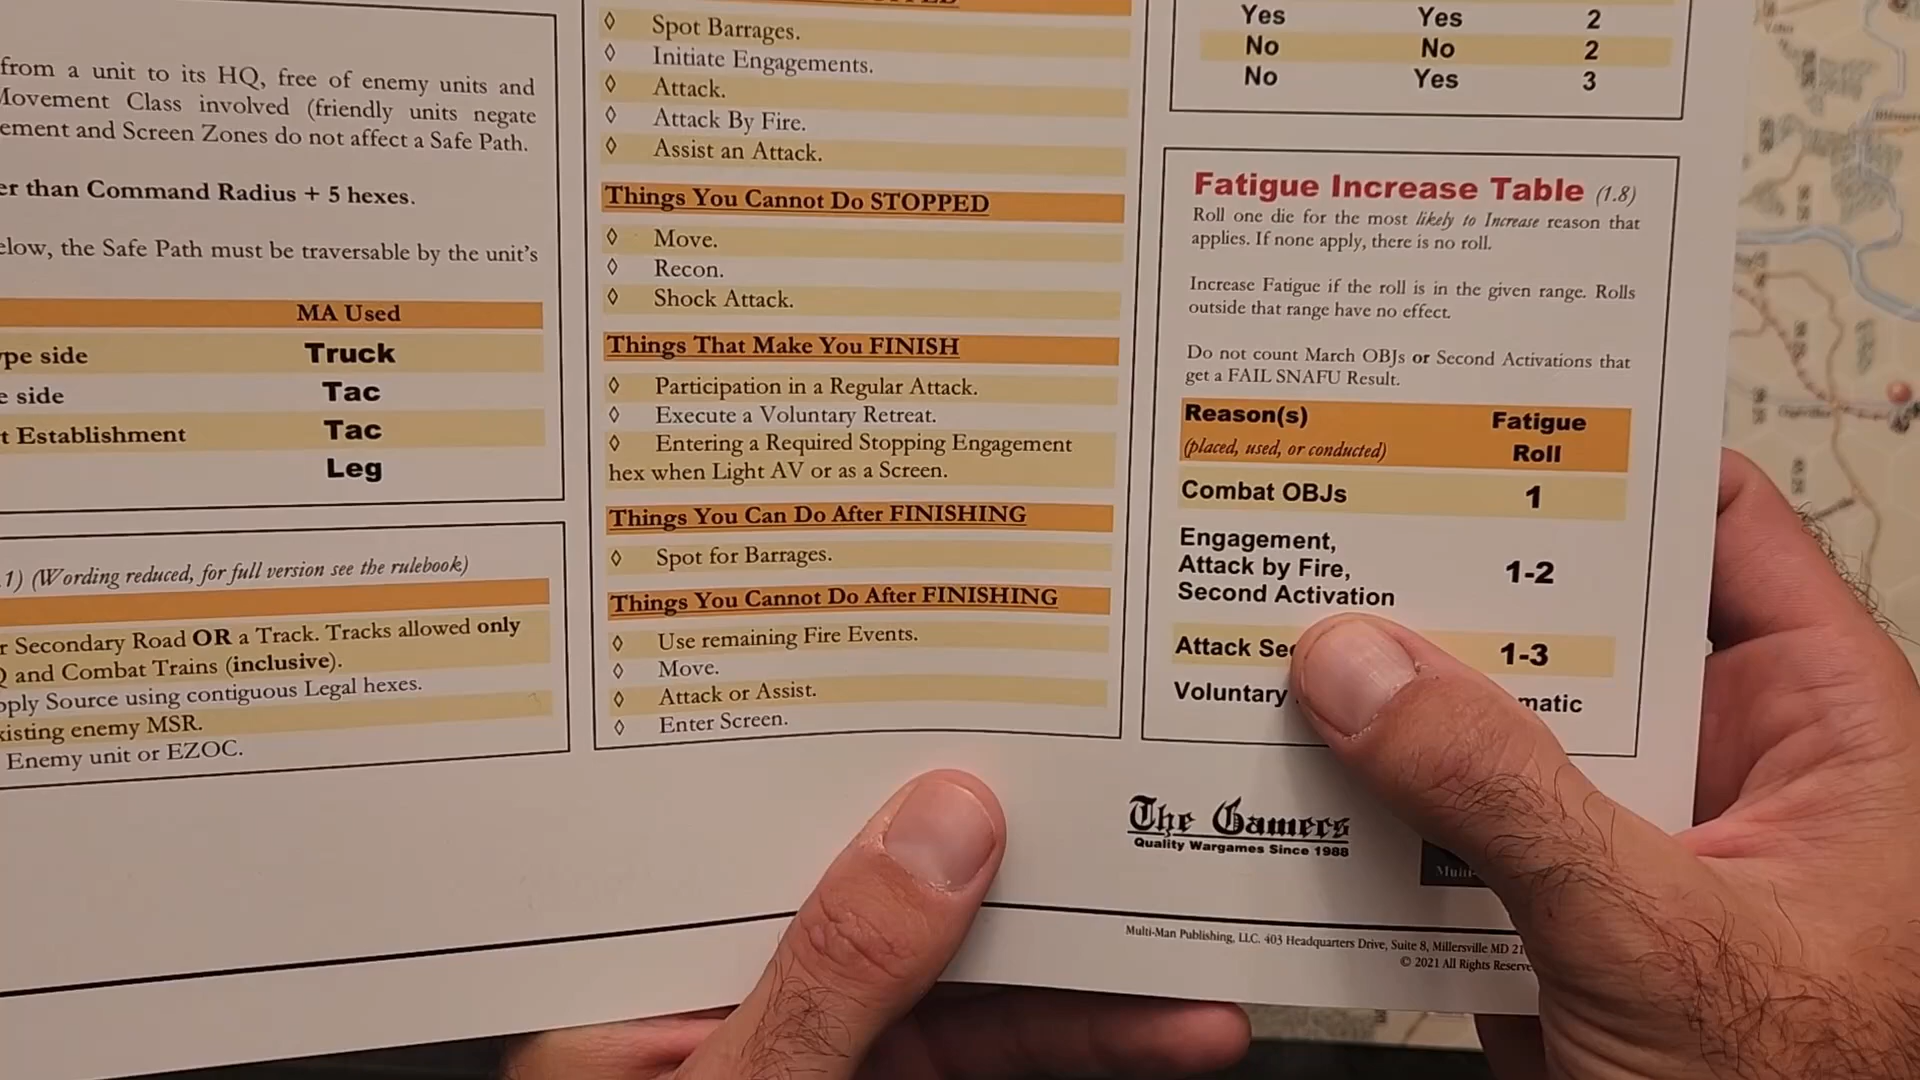 from a unit to its HQ, free of enemy units and
Movement Class involved (friendly units negate
ement and Screen Zones do not affect a Safe Path.
er than Command Radius + 5 hexes.
elow, the Safe Path must be traversable by the unit's
MA Used
ype side Truck
e side Tac
t Establishment Tac
Leg
.1) (Wording reduced, for full version see the rulebook)
r Secondary Road OR a Track. Tracks allowed only
Q and Combat Trains (inclusive).
pply Source using contiguous Legal hexes.
xisting enemy MSR.
Enemy unit or EZOC.
◊ Spot Barrages.
◊ Initiate Engagements.
◊ Attack.
◊ Attack By Fire.
◊ Assist an Attack.
Things You Cannot Do STOPPED
◊ Move.
◊ Recon.
◊ Shock Attack.
Things That Make You FINISH
◊ Participation in a Regular Attack.
◊ Execute a Voluntary Retreat.
◊ Entering a Required Stopping Engagement
hex when Light AV or as a Screen.
Things You Can Do After FINISHING
◊ Spot for Barrages.
Things You Cannot Do After FINISHING
◊ Use remaining Fire Events.
◊ Move.
◊ Attack or Assist.
◊ Enter Screen.
Yes Yes 2
No No 2
No Yes 3
Fatigue Increase Table (1.8)
Roll one die for the most likely to Increase reason that
applies. If none apply, there is no roll.
Increase Fatigue if the roll is in the given range. Rolls
outside that range have no effect.
Do not count March OBJs or Second Activations that
get a FAIL SNAFU Result.
Reason(s) Fatigue
(placed, used, or conducted) Roll
Combat OBJs 1
Engagement,
Attack by Fire, 1-2
Second Activation
Attack Sec 1-3
Voluntary matic
The Gamers
Quality Wargames Since 1988
Multi-
Multi-Man Publishing, LLC. 403 Headquarters Drive, Suite 8, Millersville MD 21
© 2021 All Rights Reserve